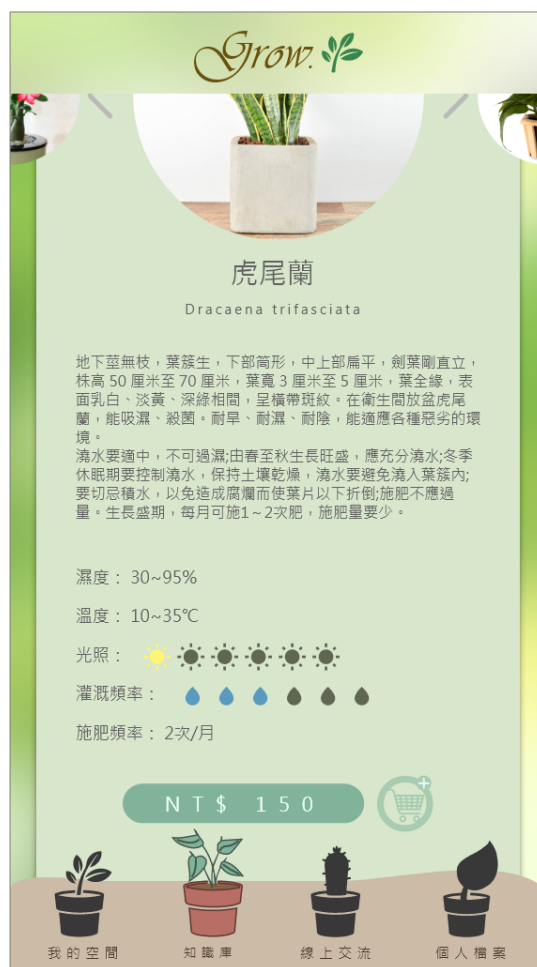 Grow.
虎尾蘭
Dracaena trifasciata
地下莖無枝，葉簇生，下部筒形，中上部扁平，劍葉剛直立，
株高 50 厘米至 70 厘米，葉寬 3 厘米至 5 厘米，葉全緣，表
面乳白、淡黃、深綠相間，呈橫帶斑紋。在衛生間放盆虎尾
蘭，能吸濕、殺菌。耐旱、耐濕、耐陰，能適應各種惡劣的環
境。
澆水要適中，不可過濕;由春至秋生長旺盛，應充分澆水;冬季
休眠期要控制澆水，保持土壤乾燥，澆水要避免澆入葉簇內;
要切忌積水，以免造成腐爛而使葉片以下折倒;施肥不應過
量。生長盛期，每月可施1～2次肥，施肥量要少。
濕度： 30~95%
溫度： 10~35℃
光照：
灌溉頻率：
施肥頻率： 2次/月
NT$ 150
我的空間
知識庫
線上交流
個人檔案